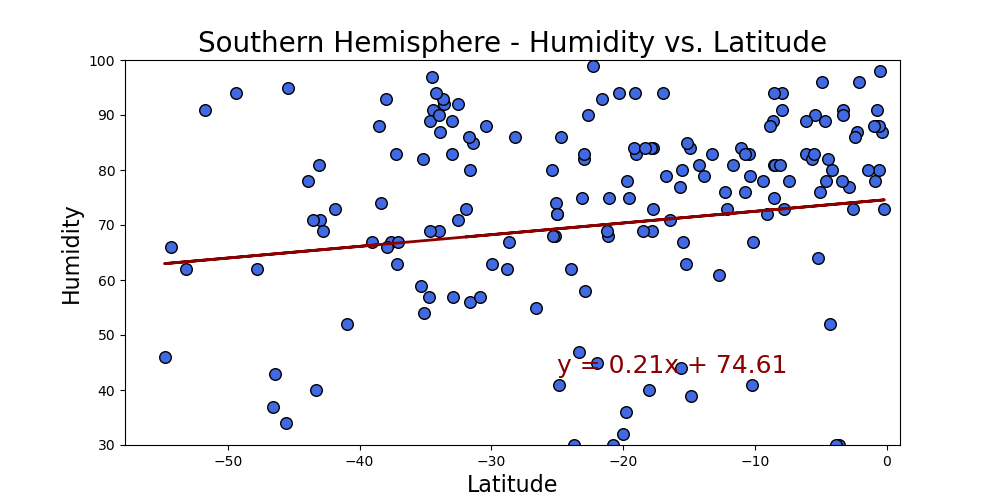 Southern Hemisphere - Humidity vs. Latitude
100
90
80
70
60
50
40
30
Humidity
y = 0.21x + 74.61
−50 −40 −30 −20 −10 0
Latitude